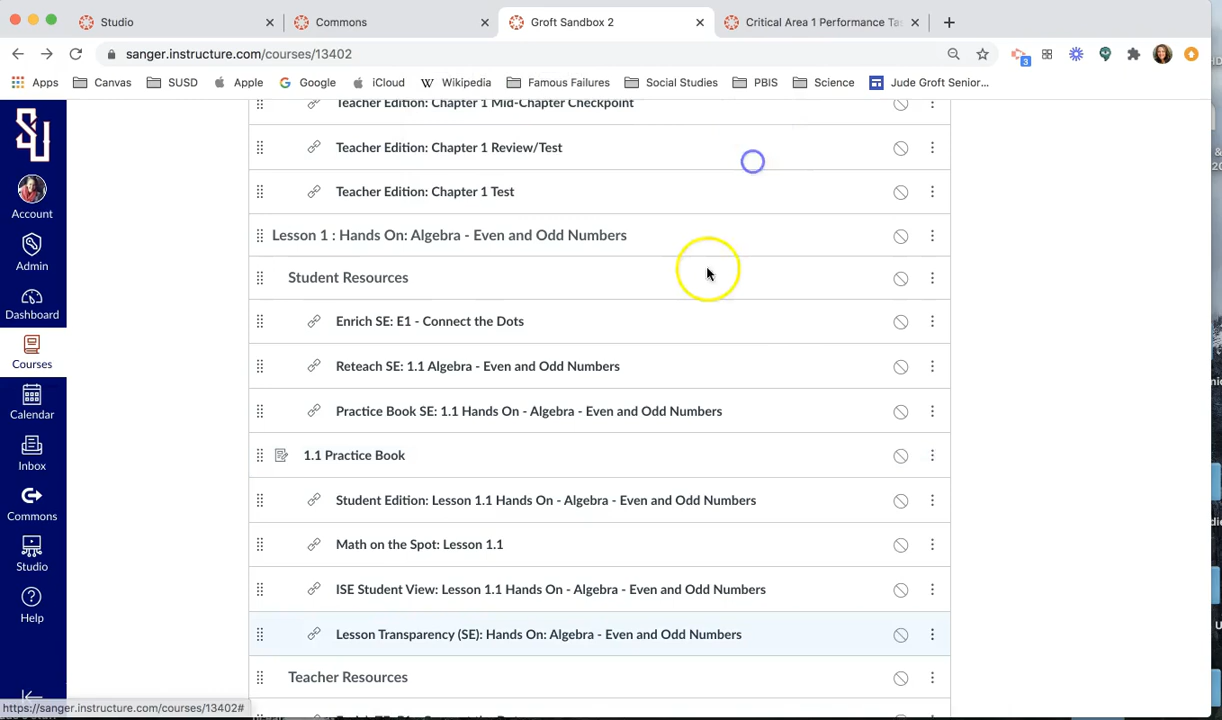 Studio
Commons
Groft Sandbox 2
Critical Area 1 Performance Tas
sanger.instructure.com/courses/13402
3
Apps
Canvas
SUSD
Apple
Google
iCloud
Wikipedia
Famous Failures
Social Studies
PBIS
Science
Jude Groft Senior...
Teacher Edition: Chapter 1 Mid-Chapter Checkpoint
Teacher Edition: Chapter 1 Review/Test
Teacher Edition: Chapter 1 Test
Lesson 1 : Hands On: Algebra - Even and Odd Numbers
Student Resources
Enrich SE: E1 - Connect the Dots
Reteach SE: 1.1 Algebra - Even and Odd Numbers
Practice Book SE: 1.1 Hands On - Algebra - Even and Odd Numbers
1.1 Practice Book
Student Edition: Lesson 1.1 Hands On - Algebra - Even and Odd Numbers
Math on the Spot: Lesson 1.1
ISE Student View: Lesson 1.1 Hands On - Algebra - Even and Odd Numbers
Lesson Transparency (SE): Hands On: Algebra - Even and Odd Numbers
Teacher Resources
Account
Admin
Dashboard
Courses
Calendar
Inbox
Commons
Studio
Help
https://sanger.instructure.com/courses/13402#